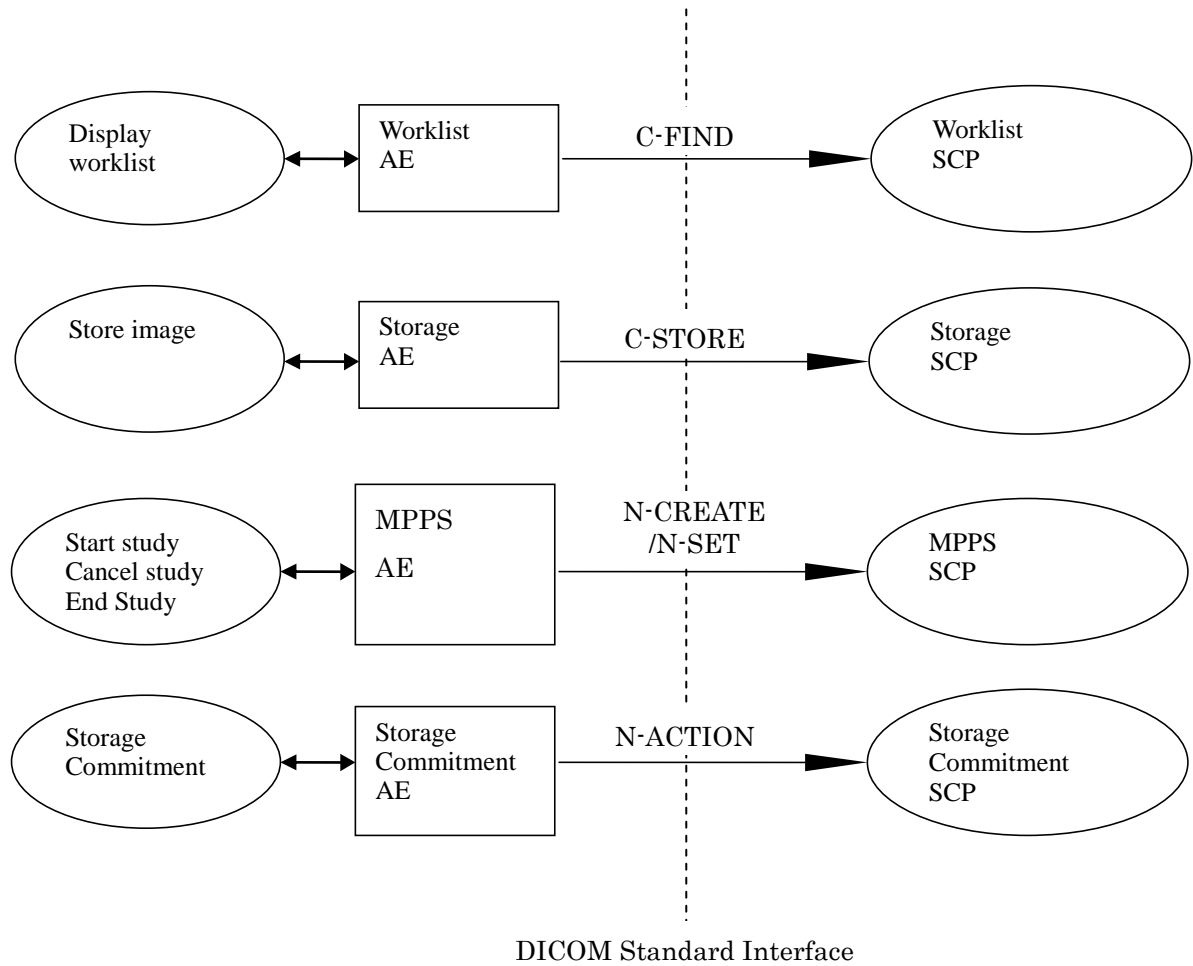 Display
worklist
Worklist
AE
C-FIND
Worklist
SCP
Store image
Storage
AE
C-STORE
Storage
SCP
Start study
Cancel study
End Study
MPPS
AE
N-CREATE
/N-SET
MPPS
SCP
Storage
Commitment
Storage
Commitment
AE
N-ACTION
Storage
Commitment
SCP
DICOM Standard Interface